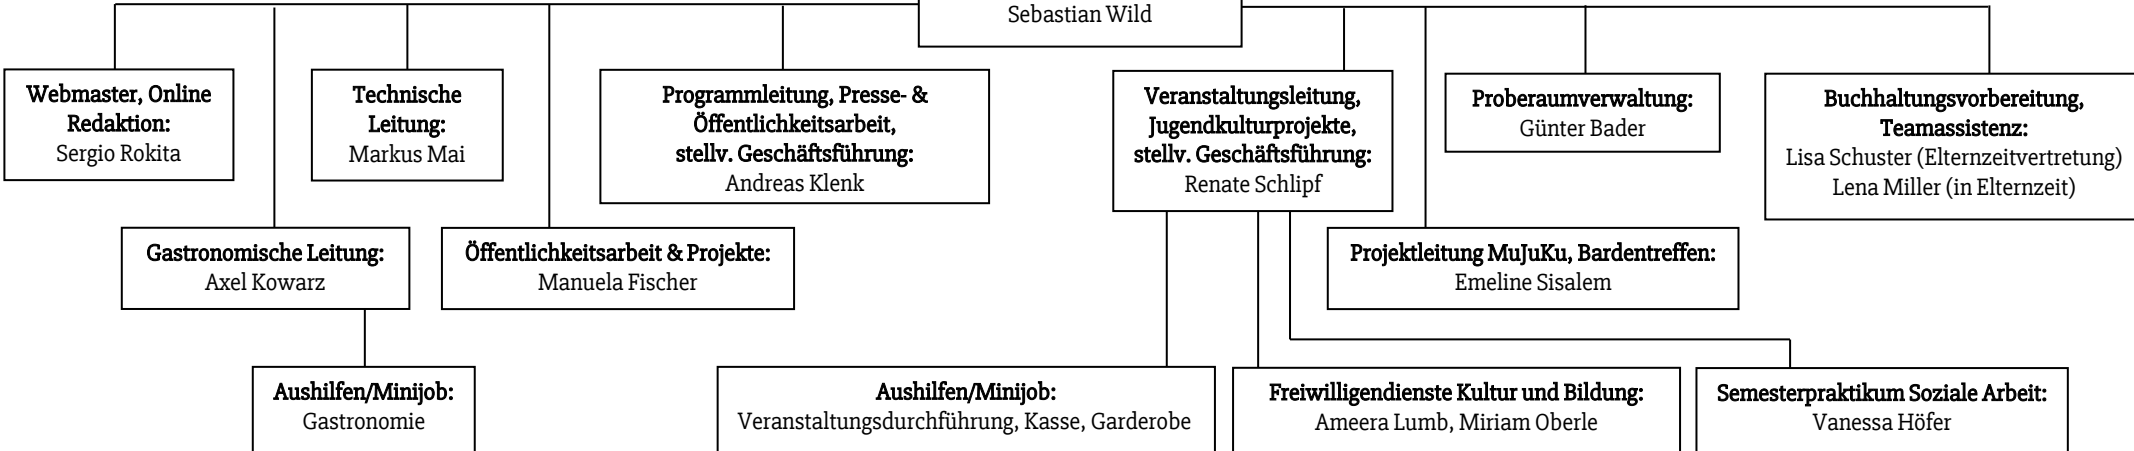 Sebastian Wild
Webmaster, Online
Redaktion:
Sergio Rokita
Technische
Leitung:
Markus Mai
Programmleitung, Presse- &
Öffentlichkeitsarbeit,
stellv. Geschäftsführung:
Andreas Klenk
Veranstaltungsleitung,
Jugendkulturprojekte,
stellv. Geschäftsführung:
Renate Schlipf
Proberaumverwaltung:
Günter Bader
Buchhaltungsvorbereitung,
Teamassistenz:
Lisa Schuster (Elternzeitvertretung)
Lena Miller (in Elternzeit)
Gastronomische Leitung:
Axel Kowarz
Öffentlichkeitsarbeit & Projekte:
Manuela Fischer
Projektleitung MuJuKu, Bardentreffen:
Emeline Sisalem
Aushilfen/Minijob:
Gastronomie
Aushilfen/Minijob:
Veranstaltungsdurchführung, Kasse, Garderobe
Freiwilligendienste Kultur und Bildung:
Ameera Lumb, Miriam Oberle
Semesterpraktikum Soziale Arbeit:
Vanessa Höfer